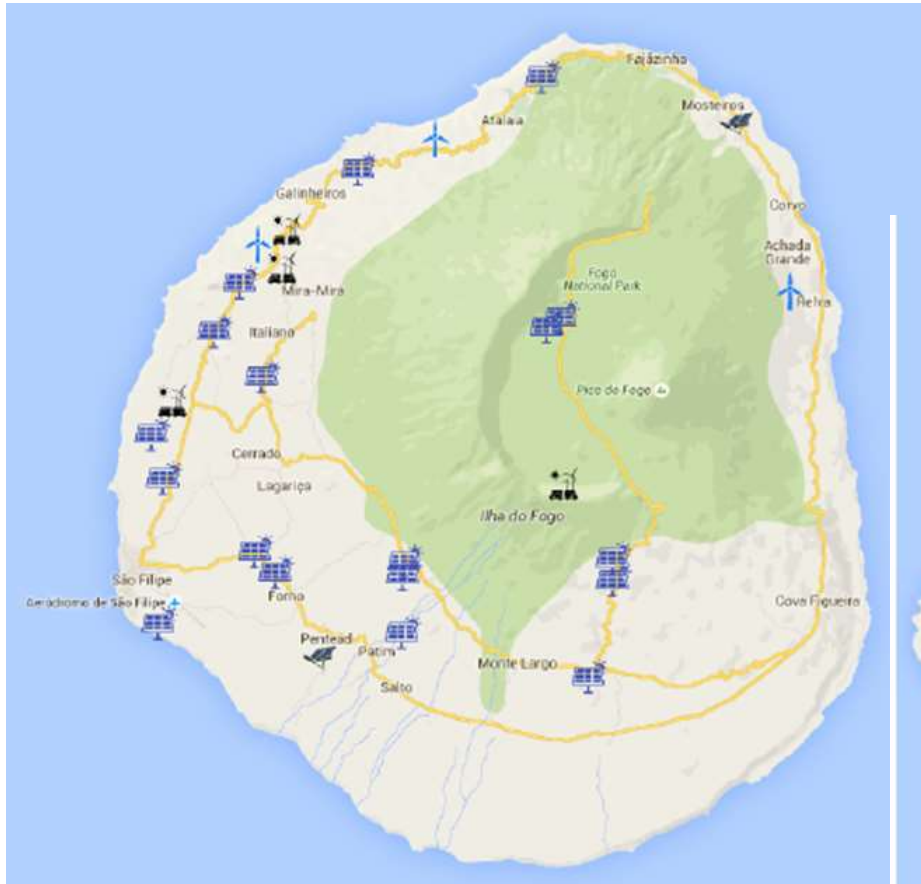 Fajãzinha
Mosteiros
Atalaia
Galinheiros
Corvo
Achada
Grande
Fogo
National Park
Mira-Mira
Relva
Italiano
Pico do Fogo
Cerrado
Lagariça
Ilha do Fogo
São Filipe
Forno
Aeródromo de São Filipe
Cova Figueira
Pentead
Patim
Monte Largo
Salto